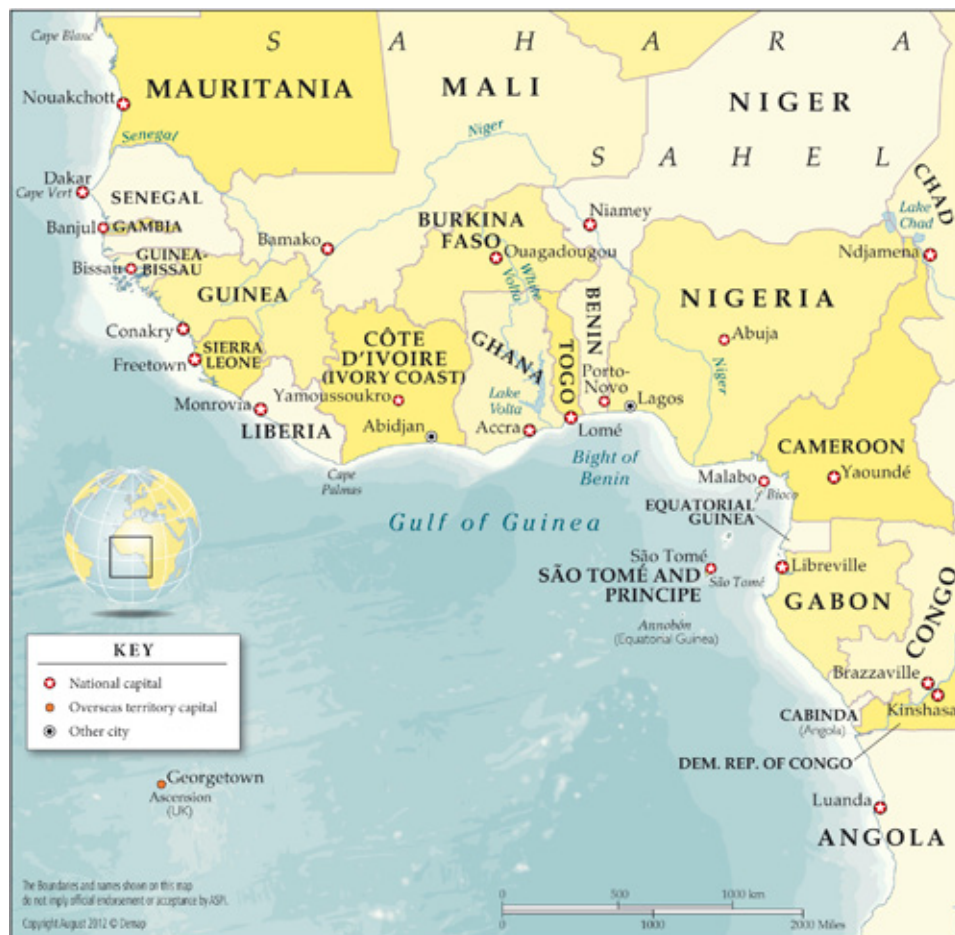 Cape Blanc
S A H A R A
MAURITANIA
MALI
NIGER
Nouakchott
Senegal
Niger
S A H E L
Dakar
Cape Vert
SENEGAL
CHAD
Lake
Chad
Banjul
GAMBIA
BURKINA
FASO
Niamey
Bamako
Ouagadougou
Ndjamena
GUINEA-
BISSAU
Bissau
White
Volta
GUINEA
BENIN
NIGERIA
Conakry
SIERRA
LEONE
Freetown
CÔTE
D'IVOIRE
(IVORY COAST)
GHANA
TOGO
Abuja
Niger
Monrovia
LIBERIA
Yamoussoukro
Abidjan
Lake
Volta
Accra
Porto-
Novo
Lagos
Lomé
CAMEROON
Yaoundé
Cape
Palmas
Bight of
Benin
Malabo
Bioco
Gulf of Guinea
EQUATORIAL
GUINEA
São Tomé
SÃO TOMÉ AND
PRINCIPE
São Tomé
Libreville
GABON
CONGO
Annobón
(Equatorial Guinea)
Brazzaville
Kinshasa
CABINDA
(Angola)
DEM. REP. OF CONGO
KEY
National capital
Overseas territory capital
Other city
Georgetown
Ascension
(UK)
Luanda
ANGOLA
The Boundaries and names shown on this map
do not imply official endorsement or acceptance by ASPI.
Copyright August 2012 © Demap
0 500 1000 km
0 1000 2000 Miles